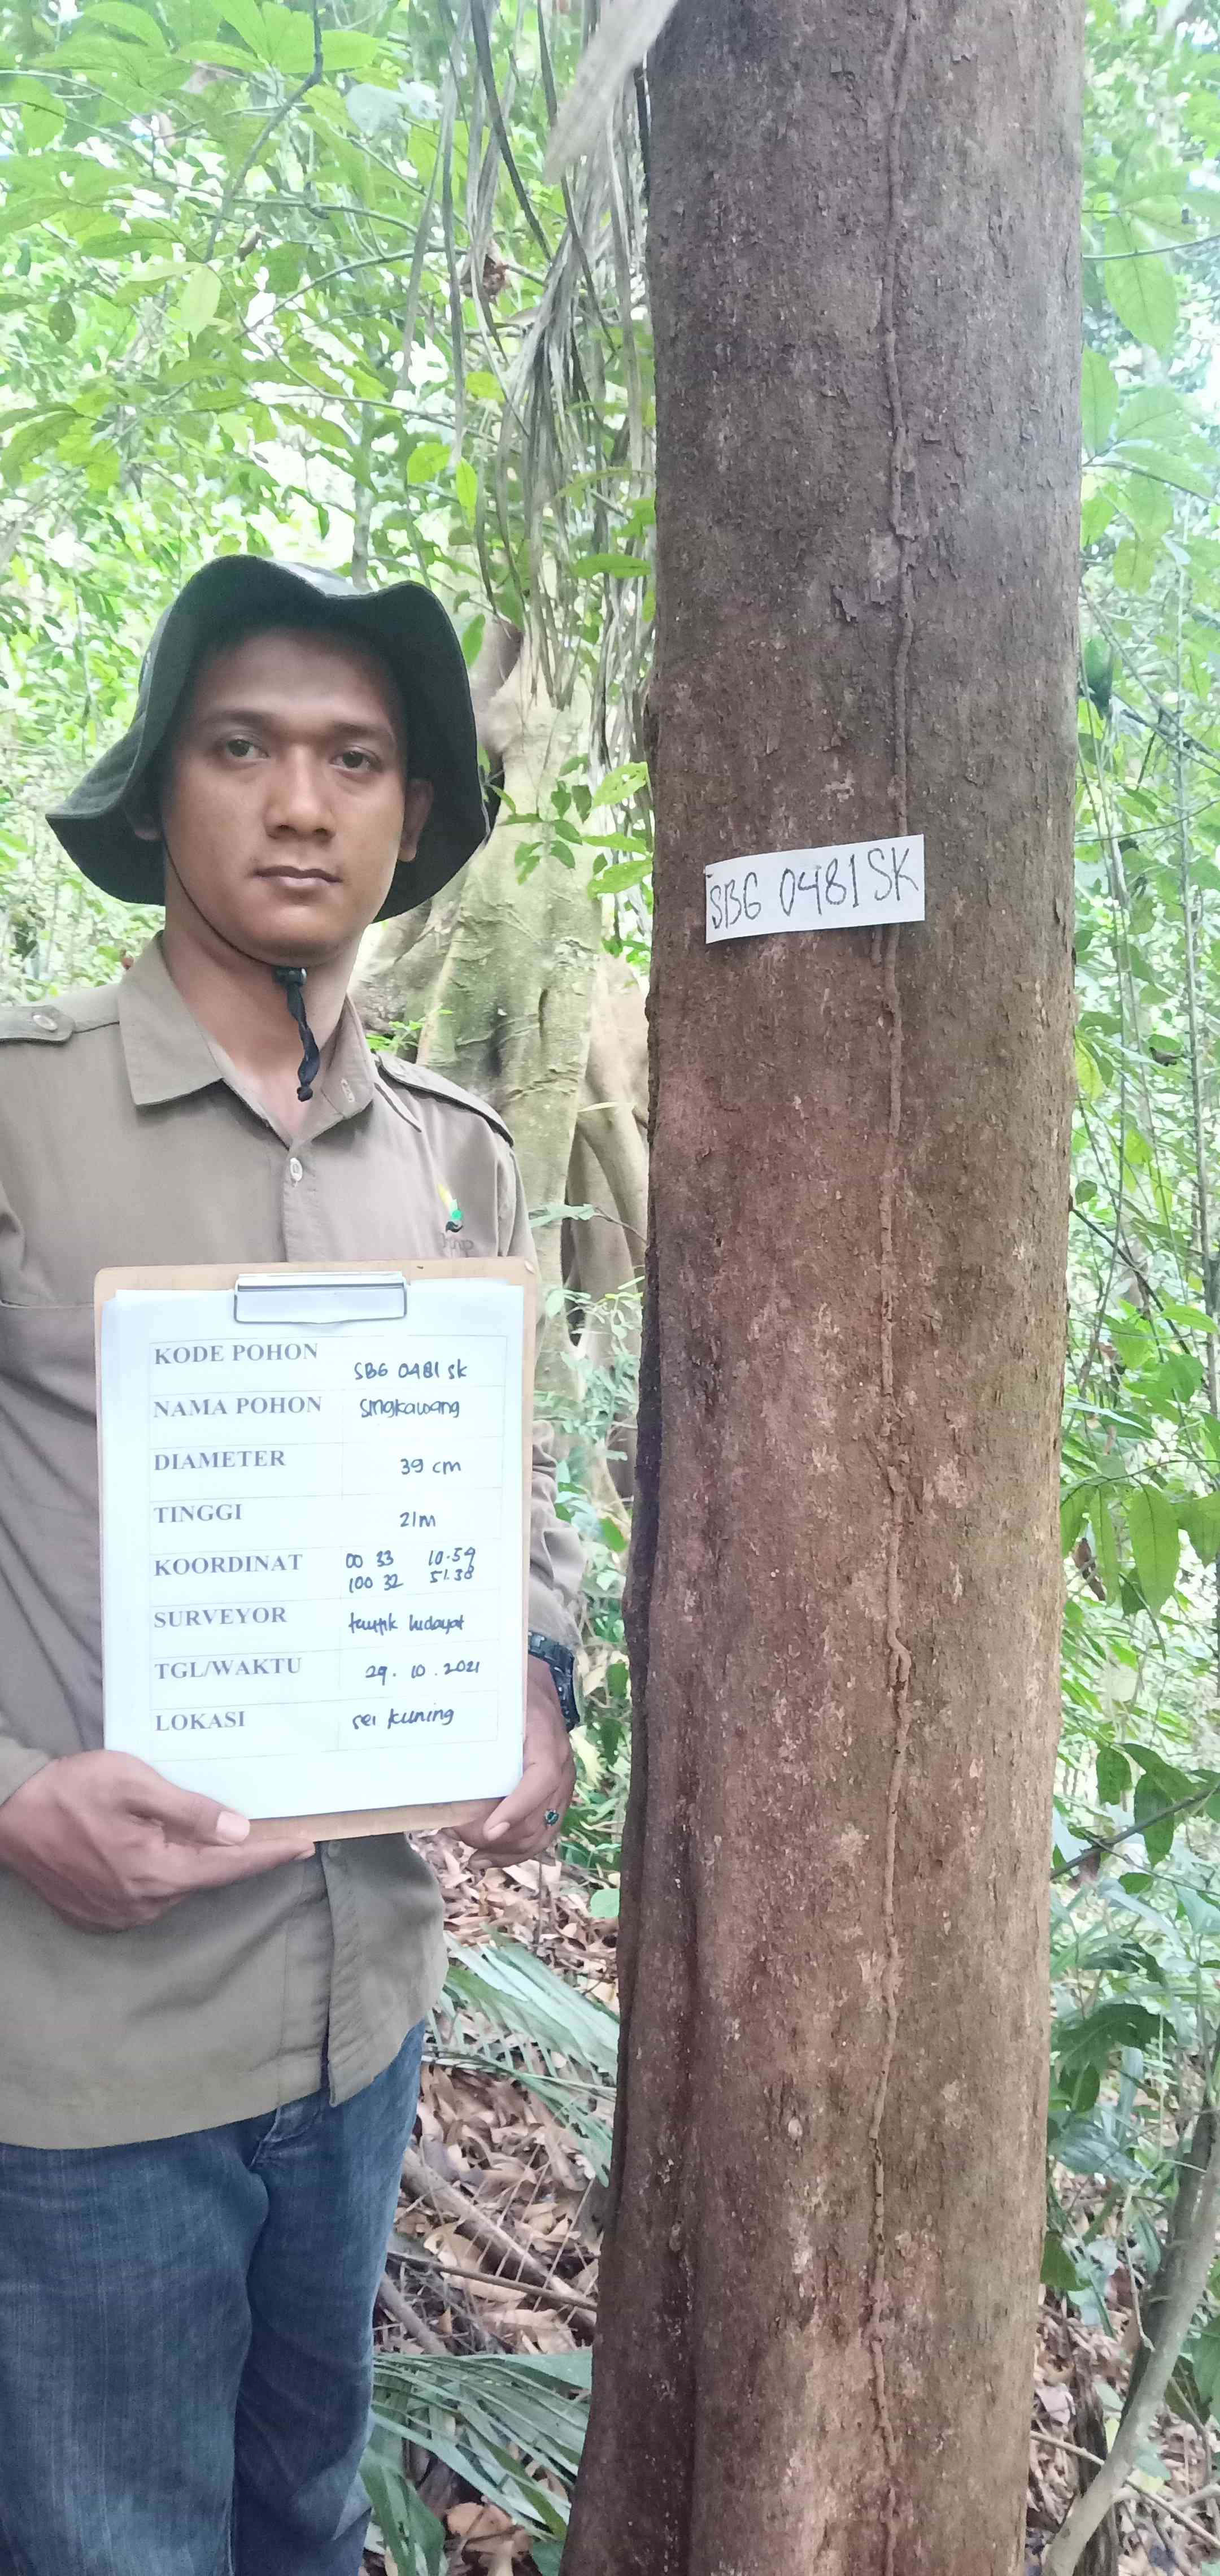 SBG 0481 SK
KODE POHON SBG 0481 SK
NAMA POHON Singkawang
DIAMETER 39 cm
TINGGI 21m
KOORDINAT 00 33 10.59
100 32 51.38
SURVEYOR taufik hidayat
TGL/WAKTU 29.10.2021
LOKASI sei kuning